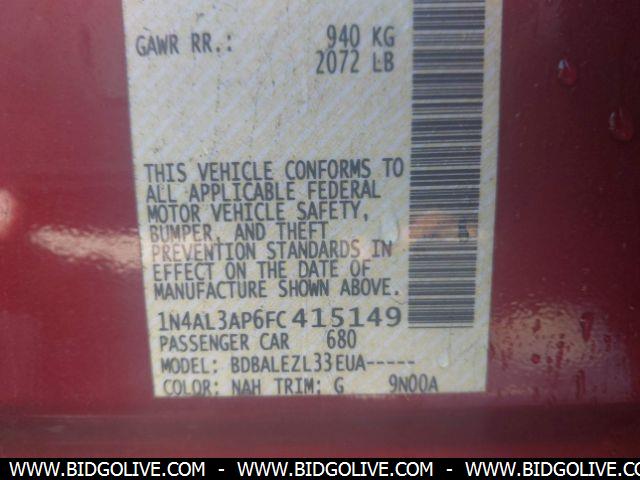 GAWR RR.: 940 KG
2072 LB
THIS VEHICLE CONFORMS TO
ALL APPLICABLE FEDERAL
MOTOR VEHICLE SAFETY,
BUMPER, AND THEFT
PREVENTION STANDARDS IN
EFFECT ON THE DATE OF
MANUFACTURE SHOWN ABOVE.
1N4AL3AP6FC415149
PASSENGER CAR 680
MODEL: BDBALEZL33EUA-----
COLOR: NAH TRIM: G 9N00A
WWW.BIDGOLIVE.COM - WWW.BIDGOLIVE.COM - WWW.BIDGOLIVE.COM